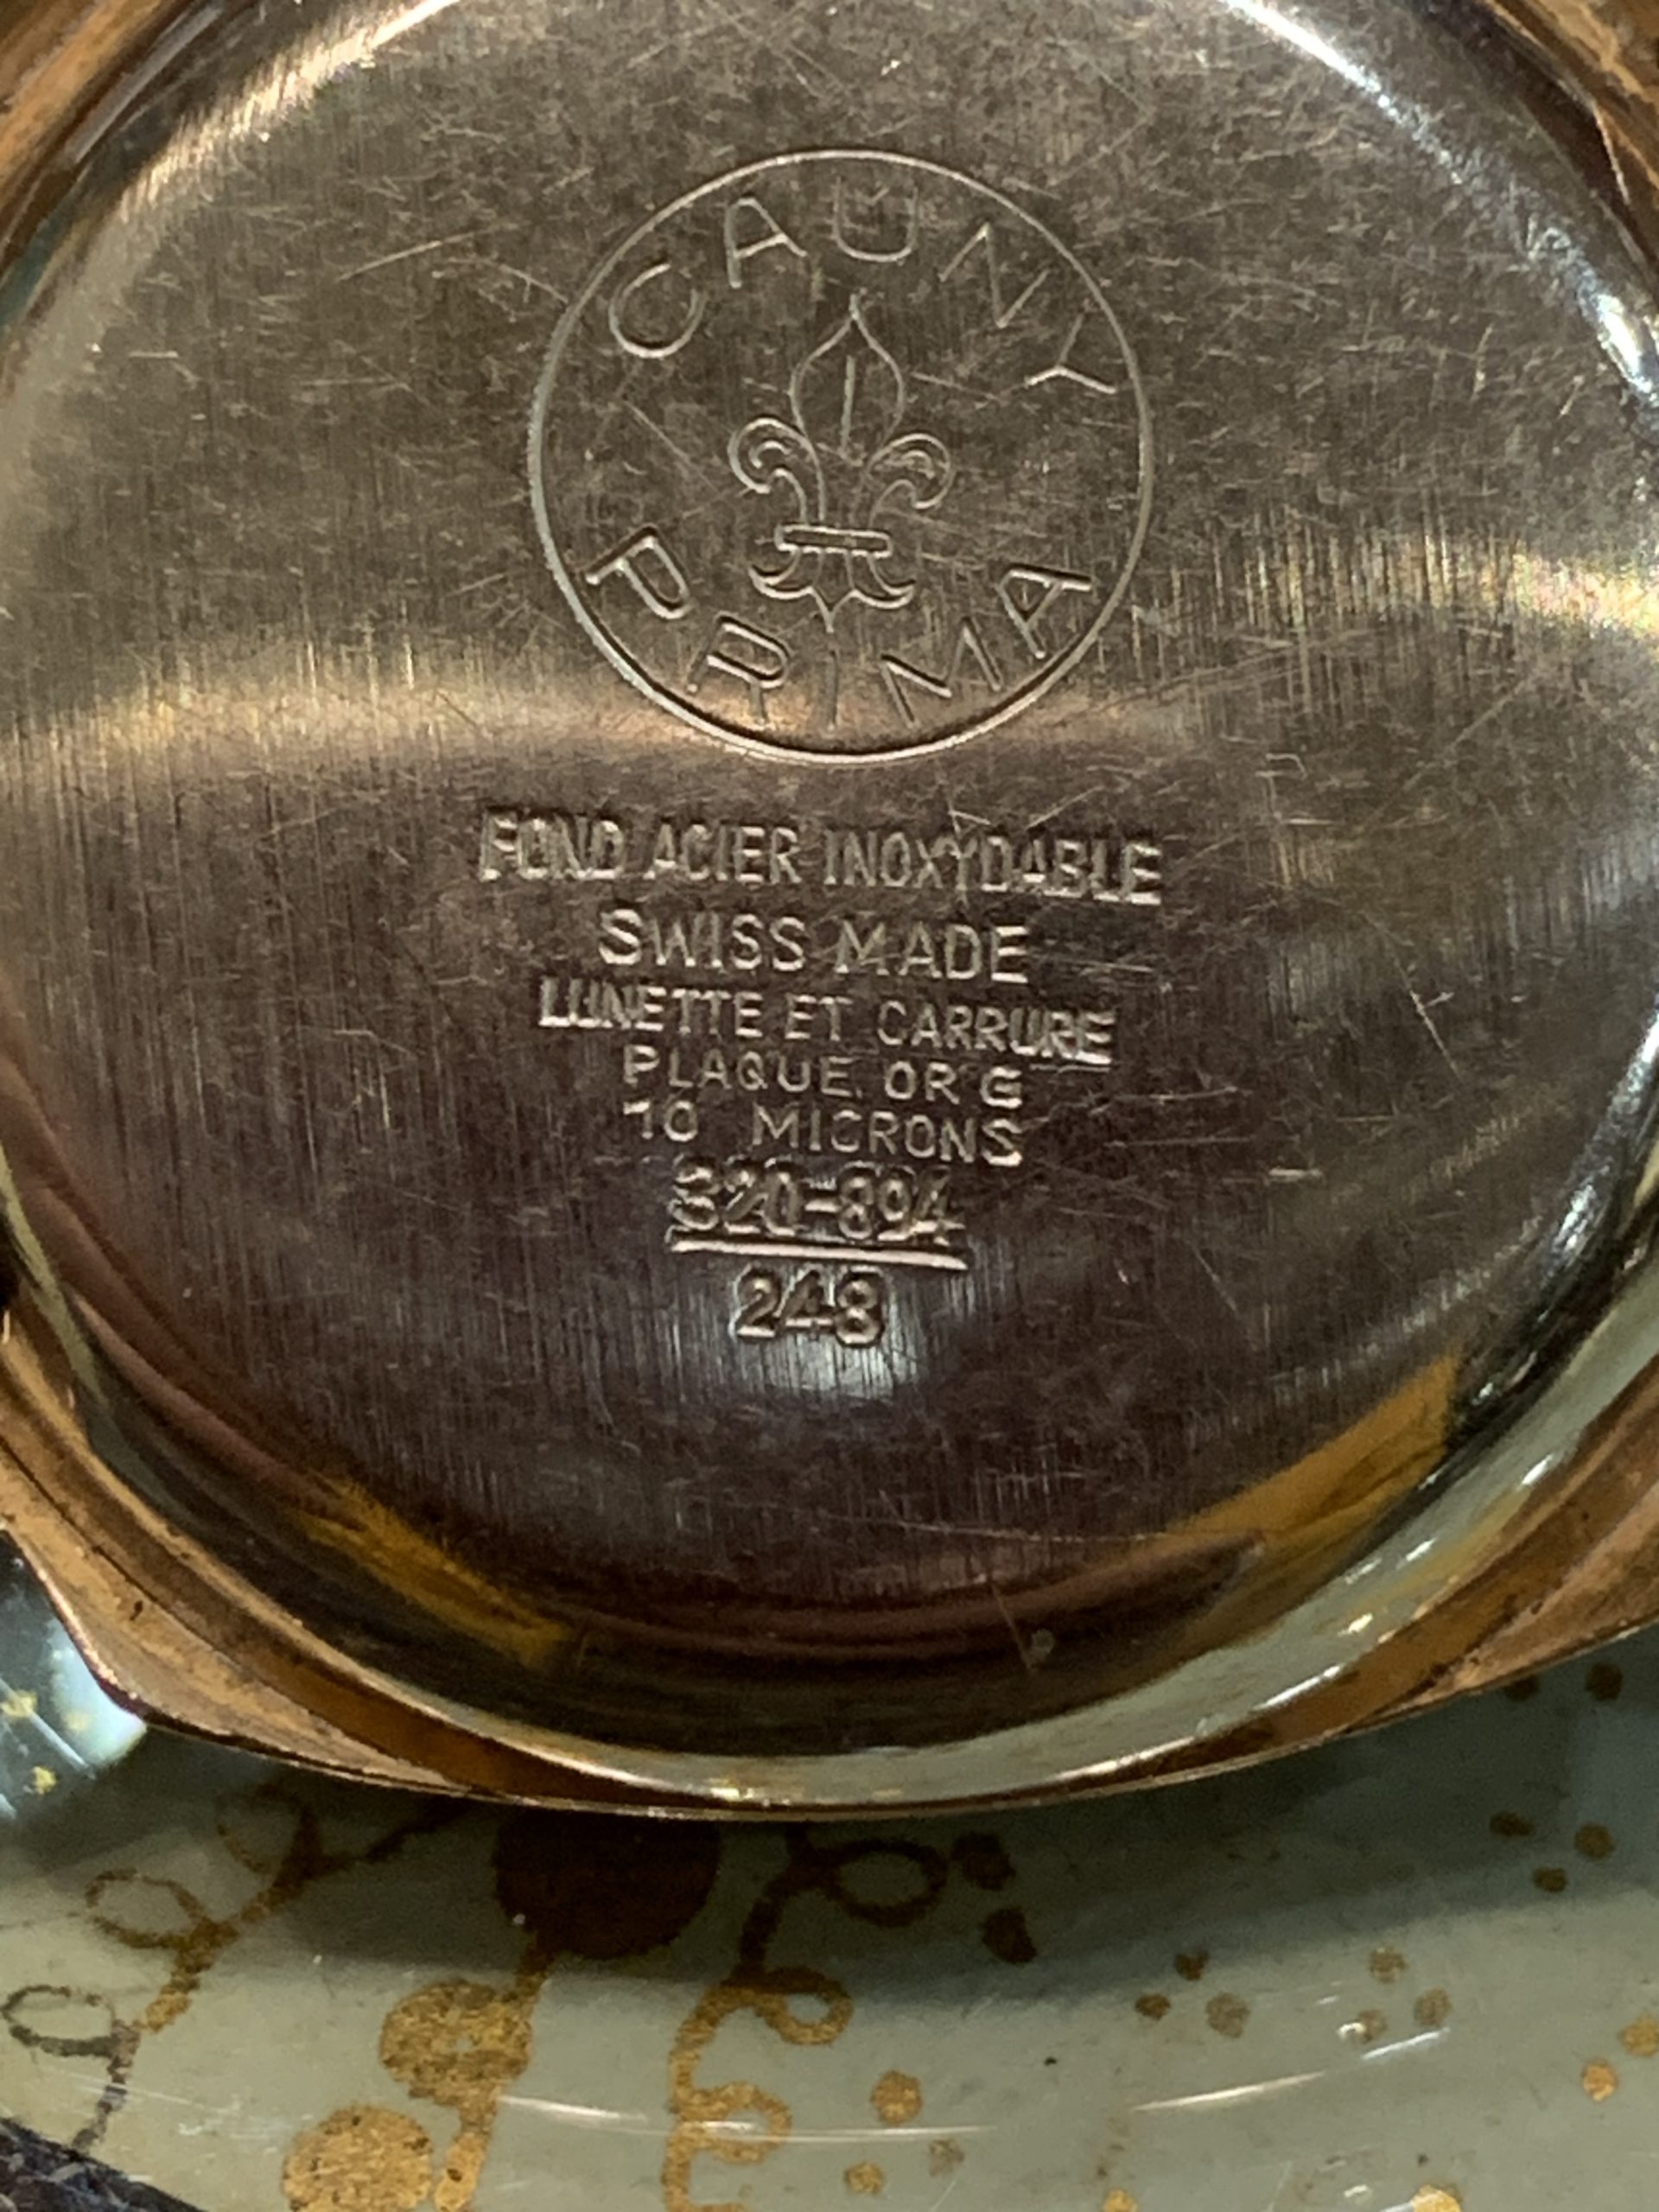 CAUNY
PRIMA
FOND ACIER INOXYDABLE
SWISS MADE
LUNETTE ET CARRURE
PLAQUE OR G
10 MICRONS
320-894
248